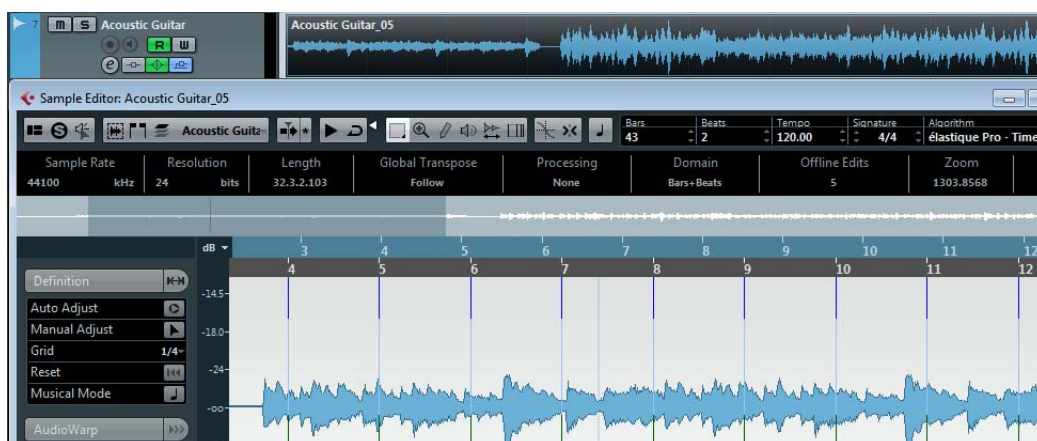 7 m S Acoustic Guitar
R W
e
Acoustic Guitar_05
Sample Editor: Acoustic Guitar_05
S Acoustic Guita
Bars Beats Tempo Signature Algorithm
43 2 120.00 4/4 élastique Pro - Time
Sample Rate Resolution Length Global Transpose Processing Domain Offline Edits Zoom
44100 kHz 24 bits 32.3.2.103 Follow None Bars+Beats 5 1303.8568
dB 3 4 5 6 7 8 9 10 11 12
4 5 6 7 8 9 10 11 12
Definition
-14.5
Auto Adjust
Manual Adjust
-18.0
Grid 1/4
Reset
-24
Musical Mode
-oo
AudioWarp